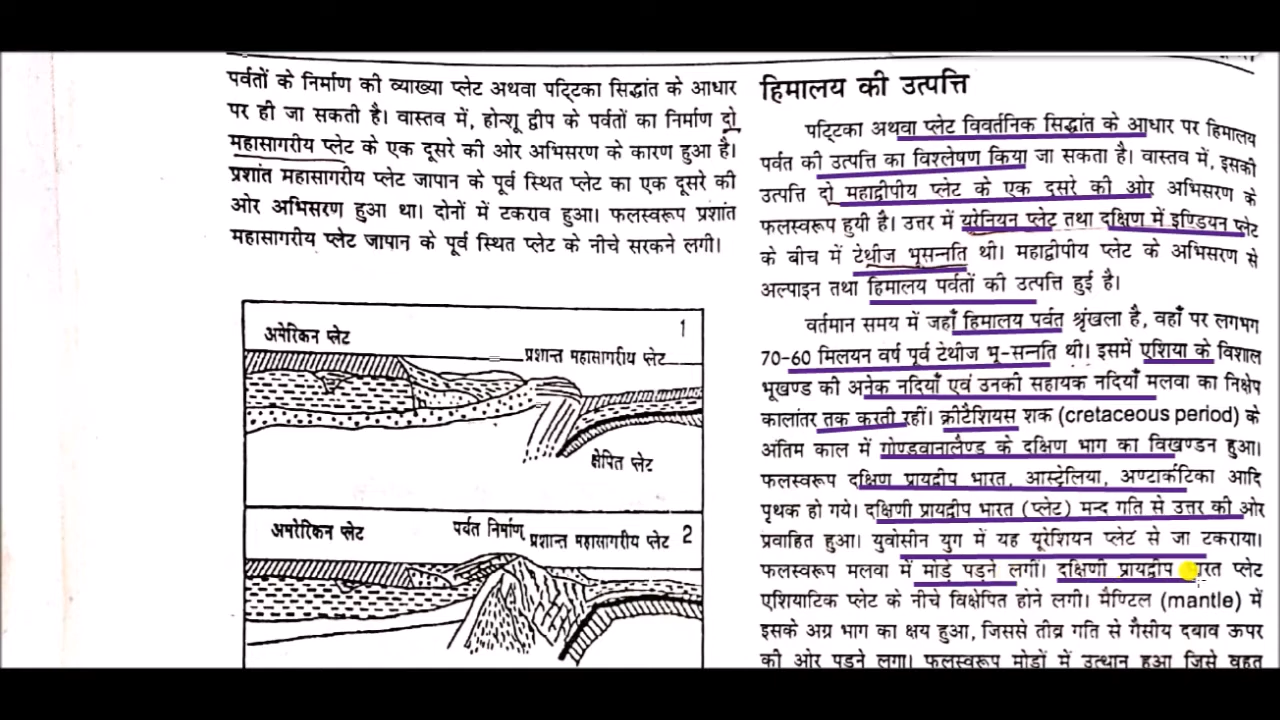 पर्वतों के निर्माण की व्याख्या प्लेट अथवा पट्टिका सिद्धांत के आधार
पर ही जा सकती है। वास्तव में, होन्शू द्वीप के पर्वतों का निर्माण दो
महासागरीय प्लेट के एक दूसरे की ओर अभिसरण के कारण हुआ है।
प्रशांत महासागरीय प्लेट जापान के पूर्व स्थित प्लेट का एक दूसरे की
ओर अभिसरण हुआ था। दोनों में टकराव हुआ। फलस्वरूप प्रशांत
महासागरीय प्लेट जापान के पूर्व स्थित प्लेट के नीचे सरकने लगी।
अमेरिकन प्लेट
1
प्रशान्त महासागरीय प्लेट
क्षेपित प्लेट
अमरेरिकन प्लेट
पर्वत निर्माण
प्रशान्त महासागरीय प्लेट 2
हिमालय की उत्पत्ति
पट्टिका अथवा प्लेट विवर्तनिक सिद्धांत के आधार पर हिमालय
पर्वत की उत्पत्ति का विश्लेषण किया जा सकता है। वास्तव में, इसकी
उत्पत्ति दो महाद्वीपीय प्लेट के एक दूसरे की ओर अभिसरण के
फलस्वरूप हुयी है। उत्तर में यूरेनियन प्लेट तथा दक्षिण में इण्डियन प्लेट
के बीच में टेथीज भूसन्नति थी। महाद्वीपीय प्लेट के अभिसरण से
अल्पाइन तथा हिमालय पर्वतों की उत्पत्ति हुई है।
वर्तमान समय में जहाँ हिमालय पर्वत श्रृंखला है, वहाँ पर लगभग
70-60 मिलयन वर्ष पूर्व टेथीज भू-सन्नति थी। इसमें एशिया के विशाल
भूखण्ड की अनेक नदियाँ एवं उनकी सहायक नदियाँ मलवा का निक्षेप
कालांतर तक करती रहीं। क्रीटैशियस शक (cretaceous period) के
अंतिम काल में गोण्डवानालैण्ड के दक्षिण भाग का विखण्डन हुआ।
फलस्वरूप दक्षिण प्रायद्वीप भारत, आस्ट्रेलिया, अण्टार्कटिका आदि
पृथक हो गये। दक्षिणी प्रायद्वीप भारत (प्लेट) मन्द गति से उत्तर की ओर
प्रवाहित हुआ। युवोसीन युग में यह यूरेशियन प्लेट से जा टकराया।
फलस्वरूप मलवा में मोड़े पड़ने लगीं। दक्षिणी प्रायद्वीप प्लेट
एशियाटिक प्लेट के नीचे विक्षेपित होने लगी। मैण्टिल (mantle) में
इसके अग्र भाग का क्षय हुआ, जिससे तीव्र गति से गैसीय दबाव ऊपर
की ओर पड़ने लगा। फलस्वरूप मोड़ों में उत्थान हुआ जिसे वृहत